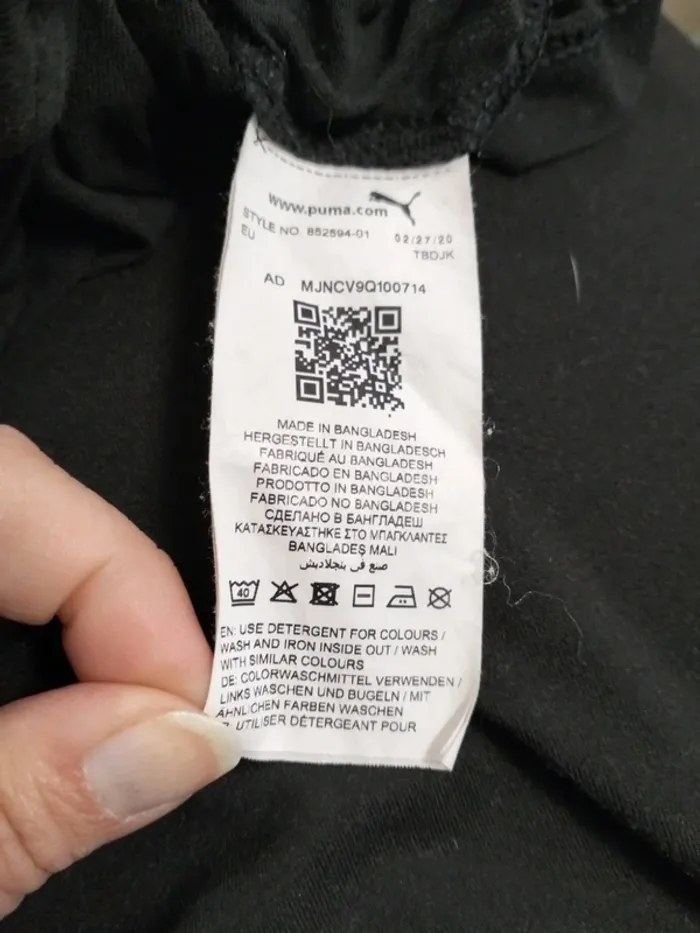 www.puma.com
STYLE NO 852594-01 02/27/20
EU TBDJK
AD MJNCV9Q100714
MADE IN BANGLADESH
HERGESTELLT IN BANGLADESCH
FABRIQUÉ AU BANGLADESH
FABRICADO EN BANGLADESH
PRODOTTO IN BANGLADESH
FABRICADO NO BANGLADESH
СДЕЛАНО В БАНГЛАДЕШ
ΚΑΤΑΣΚΕΥΑΣΤΗΚΕ ΣΤΟ ΜΠΑΓΚΛΑΝΤΕΣ
BANGLADEŞ MALI
صنع في بنجلاديش
40
EN: USE DETERGENT FOR COLOURS /
WASH AND IRON INSIDE OUT / WASH
WITH SIMILAR COLOURS
DE: COLORWASCHMITTEL VERWENDEN /
LINKS WASCHEN UND BUGELN / MIT
ÄHNLICHEN FARBEN WASCHEN
UTILISER DÉTERGEANT POUR